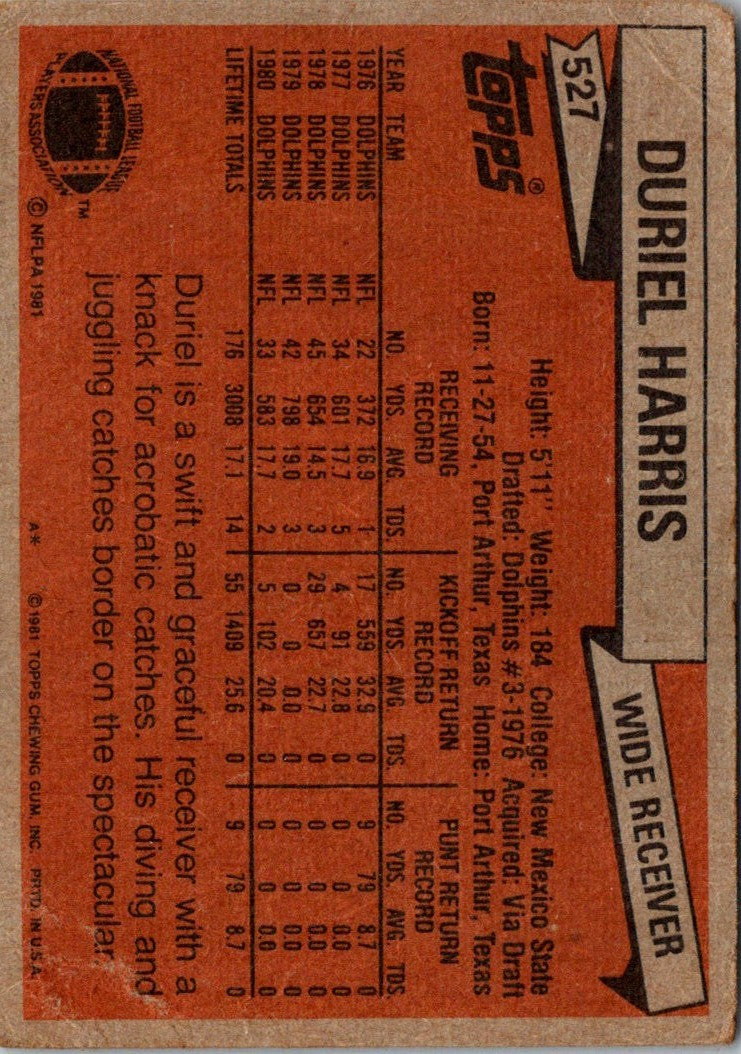 527
DURIEL HARRIS
WIDE RECEIVER
topps®
Height: 5'11" Weight: 184 College: New Mexico State
Drafted: Dolphins #3-1976 Acquired: Via Draft
Born: 11-27-54, Port Arthur, Texas Home: Port Arthur, Texas
RECEIVING RECORD KICKOFF RETURN RECORD PUNT RETURN RECORD
YEAR TEAM NO. YDS. AVG. TDS. NO. YDS. AVG TDS. NO. YDS. AVG. TDS.
1976 DOLPHINS NFL 22 372 16.9 1 17 559 32.9 0 9 79 8.7 0
1977 DOLPHINS NFL 34 601 17.7 5 4 91 22.8 0 0 0 0.0 0
1978 DOLPHINS NFL 45 654 14.5 3 29 657 22.7 0 0 0 0.0 0
1979 DOLPHINS NFL 42 798 19.0 3 0 0 0.0 0 0 0 0.0 0
1980 DOLPHINS NFL 33 583 17.7 2 5 102 20.4 0 0 0 0.0 0
LIFETIME TOTALS 176 3008 17.1 14 55 1409 25.6 0 9 79 8.7 0
Duriel is a swift and graceful receiver with a
knack for acrobatic catches. His diving and
juggling catches border on the spectacular.
NATIONAL FOOTBALL LEAGUE
PLAYERS ASSOCIATION
™
© NFLPA 1981
A* ©1981 TOPPS CHEWING GUM, INC. PRTD. IN U.S.A.